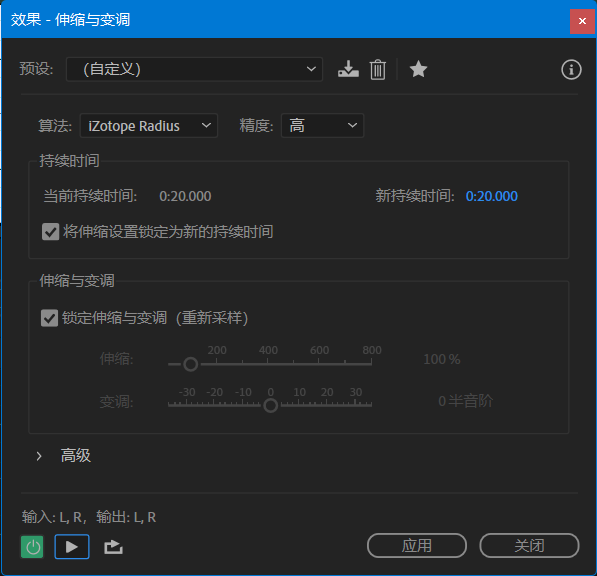 效果 - 伸缩与变调
预设: (自定义)
算法: iZotope Radius 精度: 高
持续时间
当前持续时间: 0:20.000 新持续时间: 0:20.000
将伸缩设置锁定为新的持续时间
伸缩与变调
锁定伸缩与变调（重新采样）
200 400 600 800
伸缩: 100 %
-30 -20 -10 0 10 20 30
变调: 0 半音阶
高级
输入: L, R，输出: L, R
应用 关闭